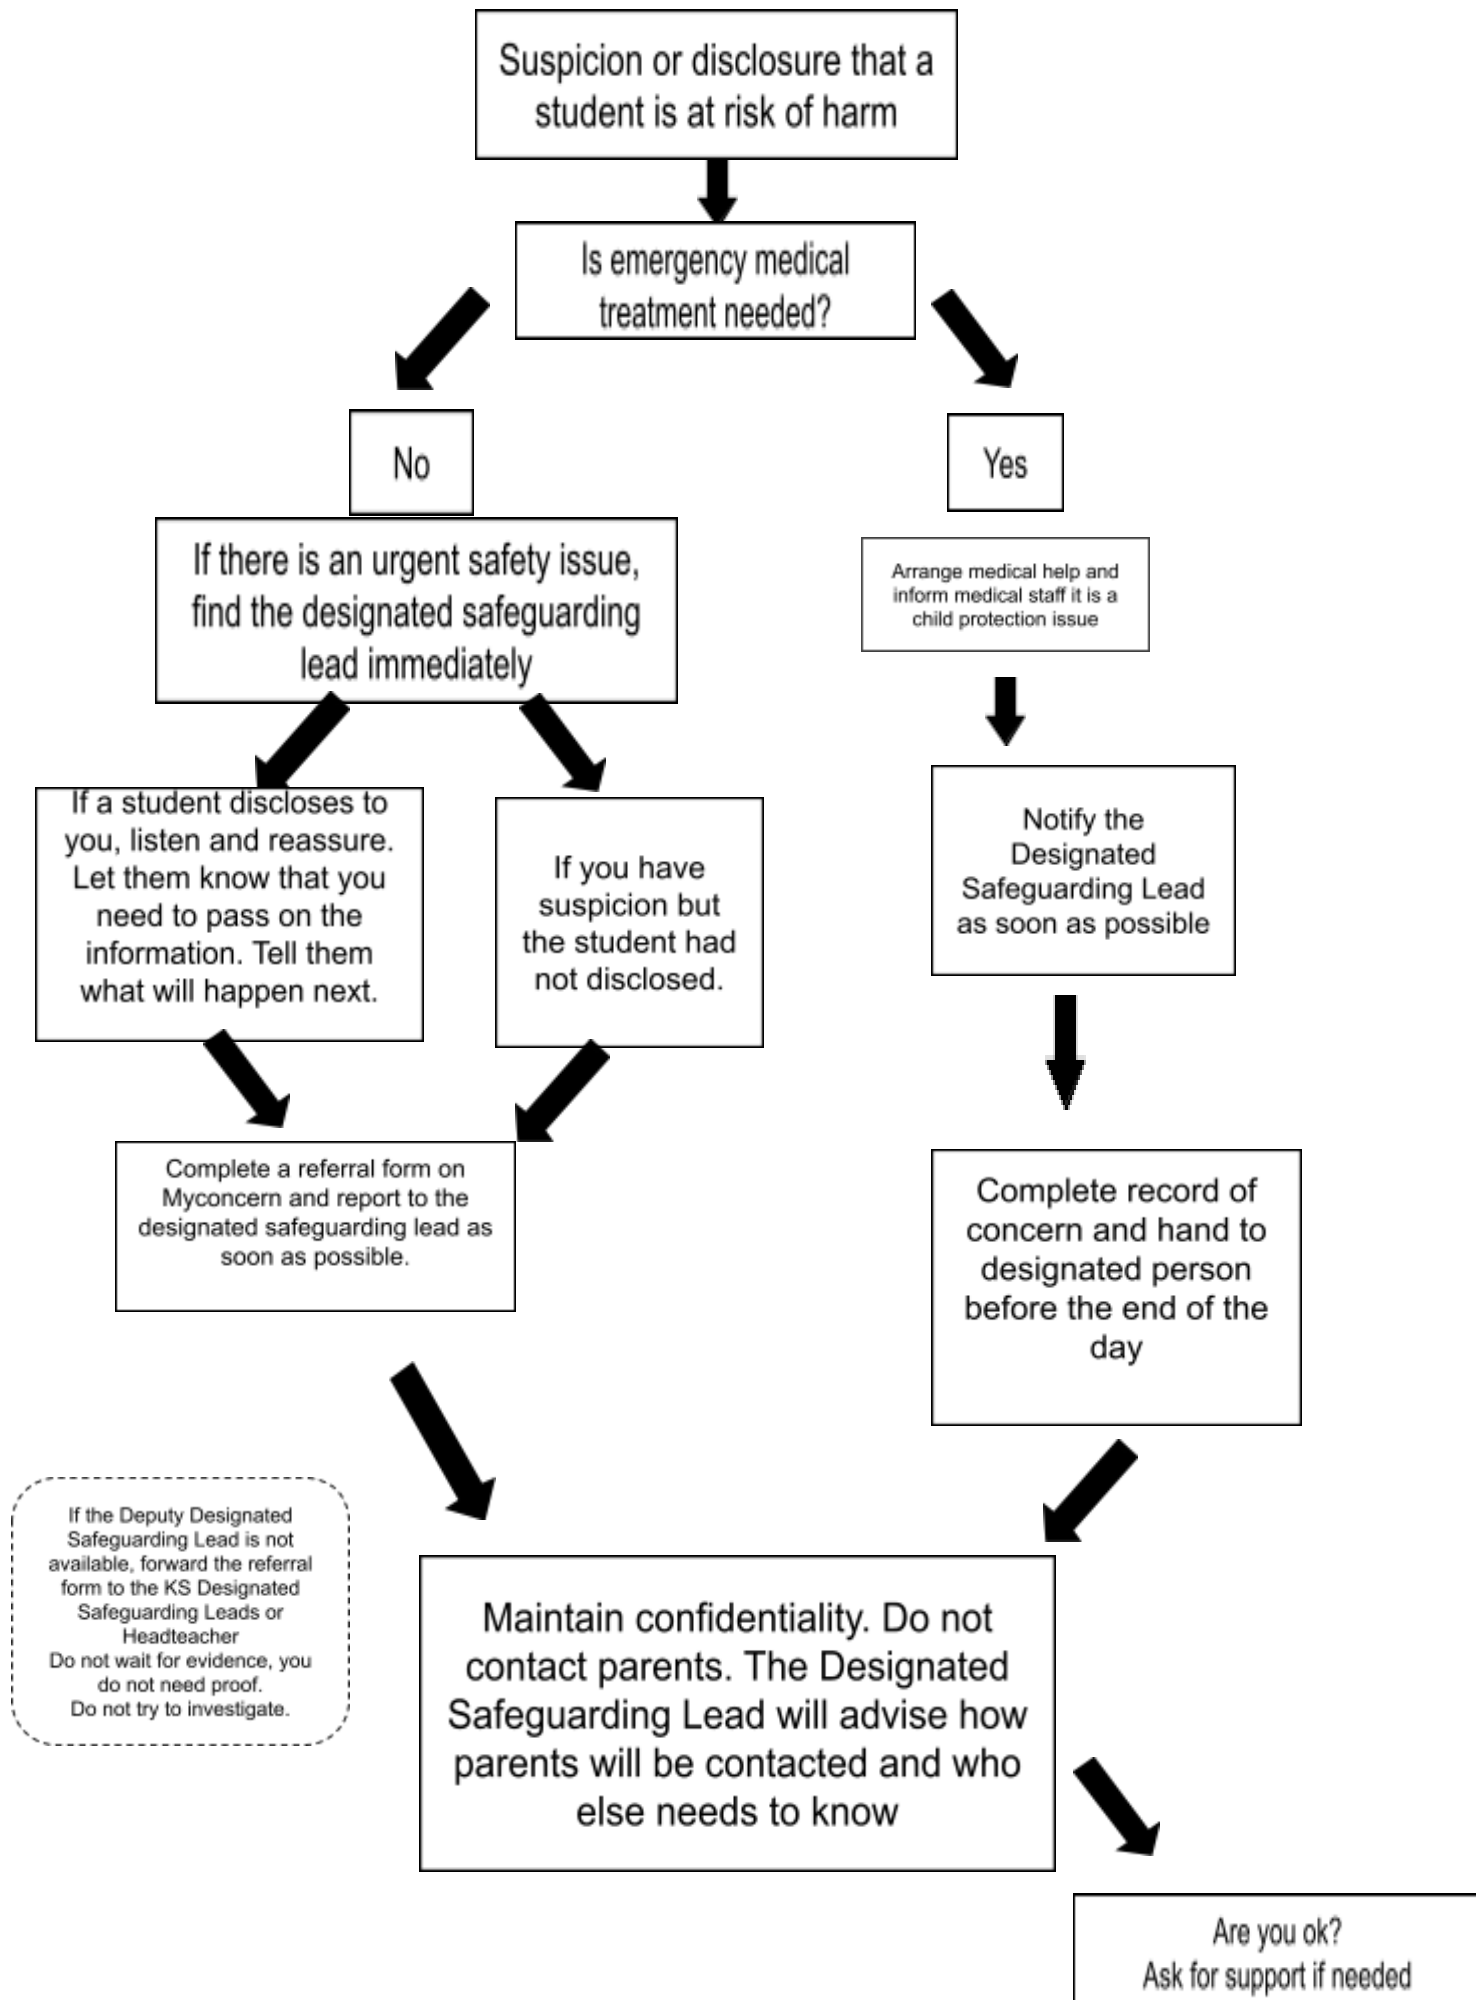 Suspicion or disclosure that a
student is at risk of harm
Is emergency medical
treatment needed?
No
Yes
If there is an urgent safety issue,
find the designated safeguarding
lead immediately
Arrange medical help and
inform medical staff it is a
child protection issue
If a student discloses to
you, listen and reassure.
Let them know that you
need to pass on the
information. Tell them
what will happen next.
If you have
suspicion but
the student had
not disclosed.
Notify the
Designated
Safeguarding Lead
as soon as possible
Complete a referral form on
Myconcern and report to the
designated safeguarding lead as
soon as possible.
Complete record of
concern and hand to
designated person
before the end of the
day
If the Deputy Designated
Safeguarding Lead is not
available, forward the referral
form to the KS Designated
Safeguarding Leads or
Headteacher
Do not wait for evidence, you
do not need proof.
Do not try to investigate.
Maintain confidentiality. Do not
contact parents. The Designated
Safeguarding Lead will advise how
parents will be contacted and who
else needs to know
Are you ok?
Ask for support if needed